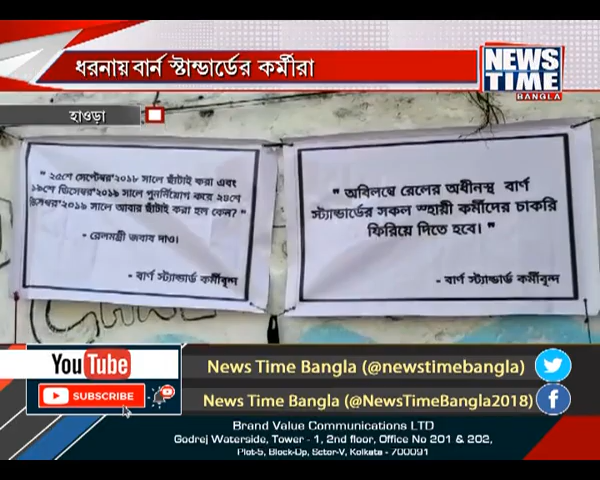 ধরনায় বার্ন স্টান্ডার্ডের কর্মীরা
NEWS
TIME
BANGLA
হাওড়া
" ২৫শে সেপ্টেম্বর'২০১৮ সালে ছাঁটাই করা এবং
১৯শে ডিসেম্বর'২০১৯ সালে পুনর্নিয়োগ করে ২৪শে
ডিসেম্বর'২০১৯ সালে আবার ছাঁটাই করা হল কেন? "
- রেলমন্ত্রী জবাব দাও।
- বার্ণ স্ট্যান্ডার্ড কর্মীবৃন্দ
" অবিলম্বে রেলের অধীনস্থ বার্ণ
স্ট্যান্ডার্ডের সকল স্হায়ী কর্মীদের চাকরি
ফিরিয়ে দিতে হবে। "
- বার্ণ স্ট্যান্ডার্ড কর্মীবৃন্দ
YouTube
SUBSCRIBE
News Time Bangla (@newstimebangla)
News Time Bangla (@NewsTimeBangla2018)
Brand Value Communications LTD
Godrej Waterside, Tower - 1, 2nd floor, Office No 201 & 202,
Plot-5, Block-Dp, Sctor-V, Kolkata - 700091